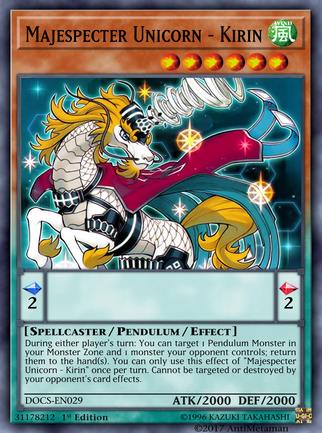 MAJESPECTER UNICORN - KIRIN
WIND
風
2 2
[SPELLCASTER / PENDULUM / EFFECT]
During either player's turn: You can target 1 Pendulum Monster in
your Monster Zone and 1 monster your opponent controls; return
them to the hand(s). You can only use this effect of "Majespecter
Unicorn - Kirin" once per turn. Cannot be targeted or destroyed
by your opponent's card effects.
DOCS-EN029 ATK/2000 DEF/2000
31178212 1st Edition ©1996 KAZUKI TAKAHASHI
©2017 AntiMetaman